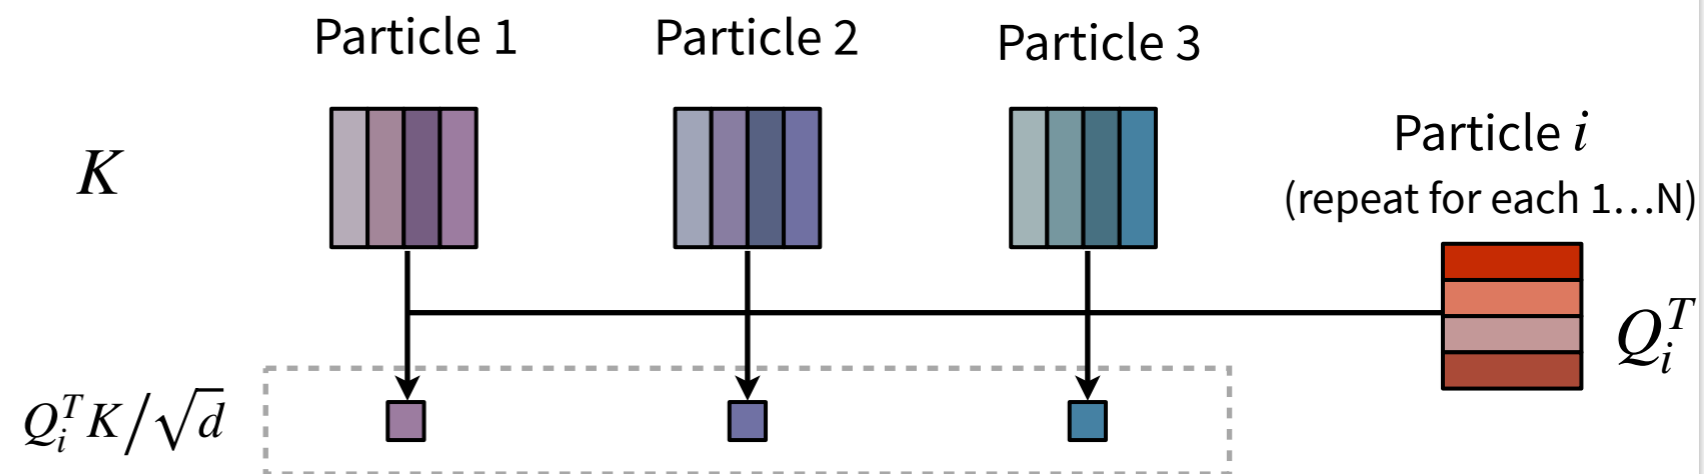 Particle 1
Particle 2
Particle 3
K
Particle i
(repeat for each 1…N)
Q_i^T
Q_i^T K/√d